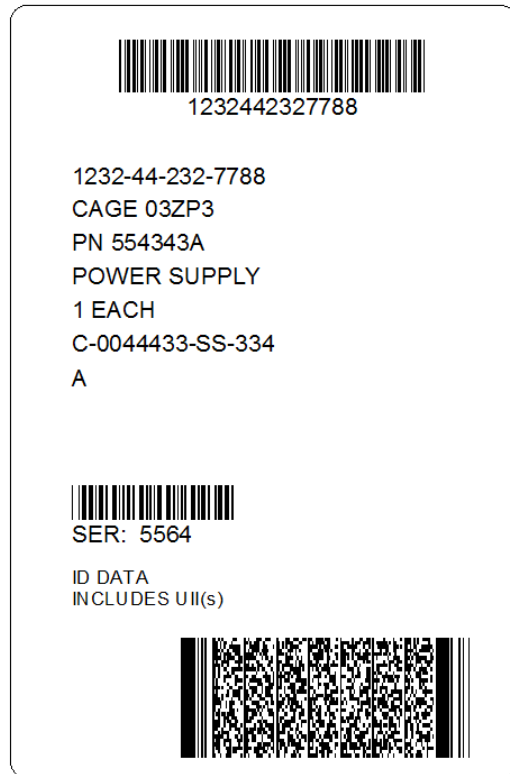 1232442327788
1232-44-232-7788
CAGE 03ZP3
PN 554343A
POWER SUPPLY
1 EACH
C-0044433-SS-334
A
SER: 5564
ID DATA
INCLUDES UII(s)